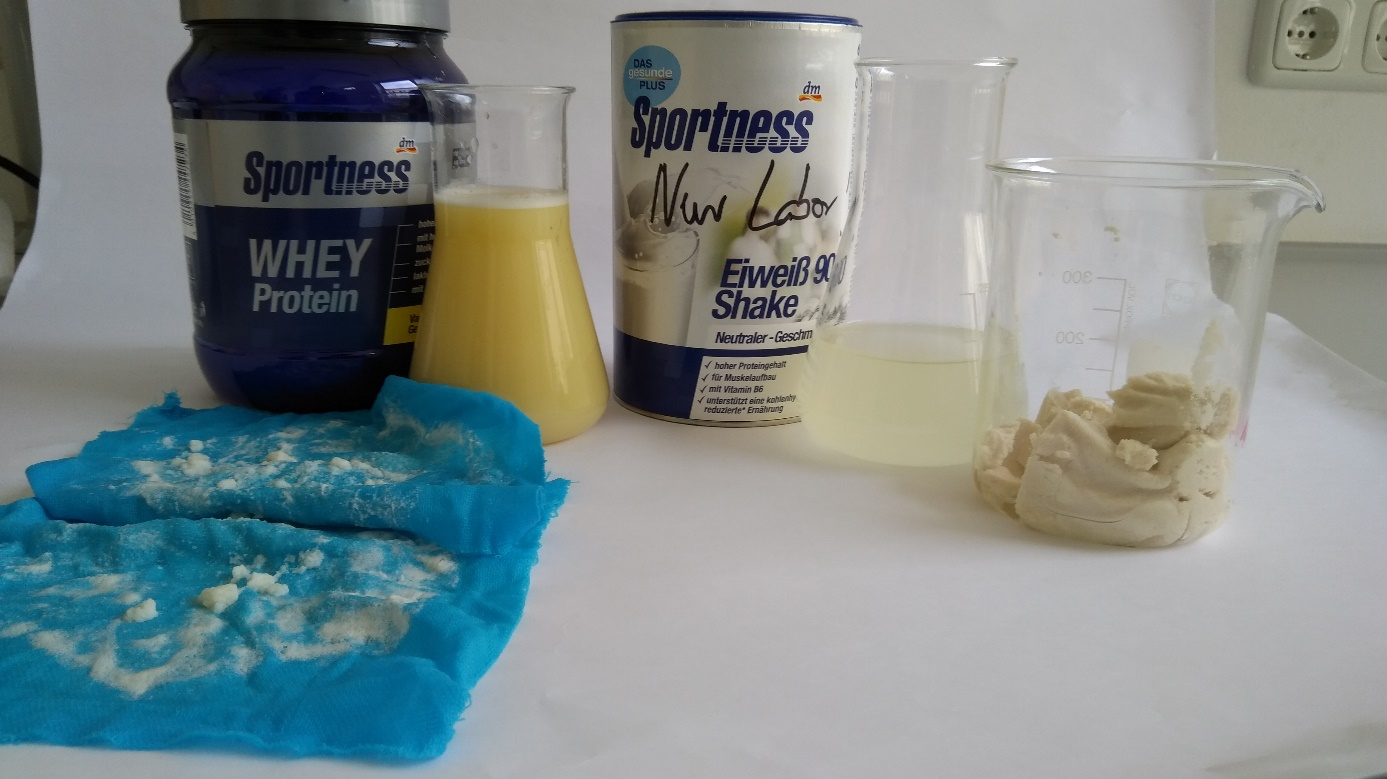 dm
Sportness
WHEY
Protein
DAS
gesunde
PLUS
dm
Sportness
Nur Labor
Eiweiß 90
Shake
Neutraler - Geschm
✓ hoher Proteingehalt
✓ für Muskelaufbau
✓ mit Vitamin B6
✓ unterstützt eine kohlenhy
reduzierte* Ernährung
300
200